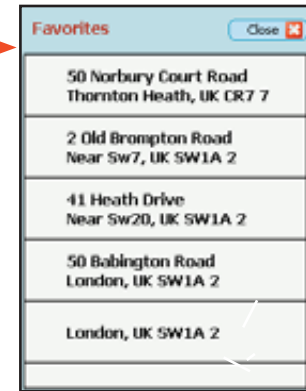 Favorites
Close
50 Norbury Court Road
Thornton Heath, UK CR7 7
2 Old Brompton Road
Near Sw7, UK SW1A 2
41 Heath Drive
Near Sw20, UK SW1A 2
50 Babington Road
London, UK SW1A 2
London, UK SW1A 2